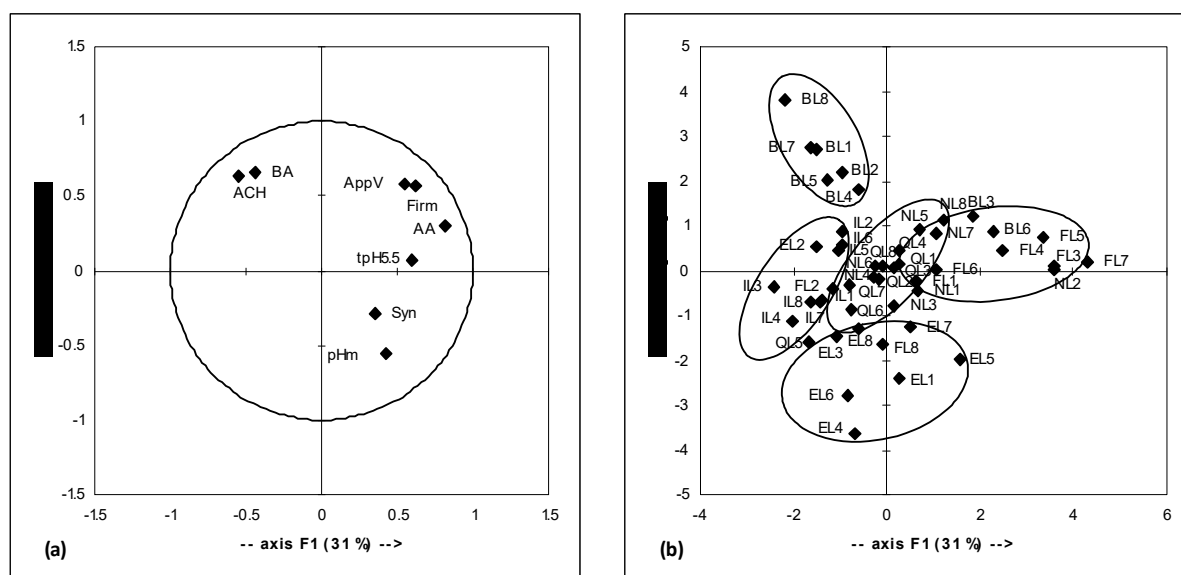 1.5
1
0.5
0
-0.5
-1
-1.5
-1.5 -1 -0.5 0 0.5 1 1.5
BA
ACH
AppV
Firm
AA
tpH5.5
Syn
pHm
(a)
-- axis F1 (31 %) -->
5
4
3
2
1
0
-1
-2
-3
-4
-5
-4 -2 0 2 4 6
BL8
BL7 BL1
BL2
BL5
BL4
NL8 BL3
IL2 NL5
BL6
NL7 FL5
EL2 IL6 QL4
IL5 QL8 FL4
QL1 FL7
NL6 FL3
QL3 FL6
NL4 NL2
IL3 FL2 QL2 FL1
QL7 NL1
IL8 IL1
NL3
IL4 IL7 QL6
EL7
QL5 EL3 EL8 FL8
EL5
EL1
EL6
EL4
(b)
-- axis F1 (31 %) -->